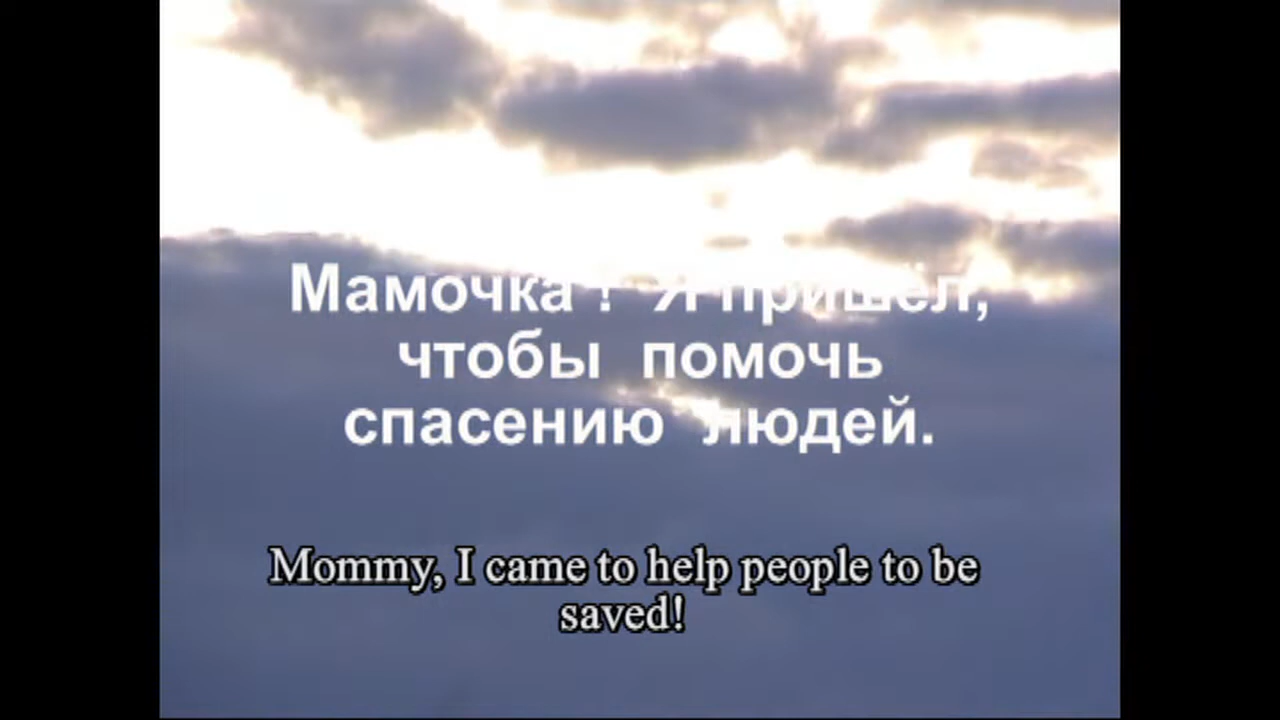 Мамочка ! Я пришёл,
чтобы помочь
спасению людей.
Mommy, I came to help people to be
saved!